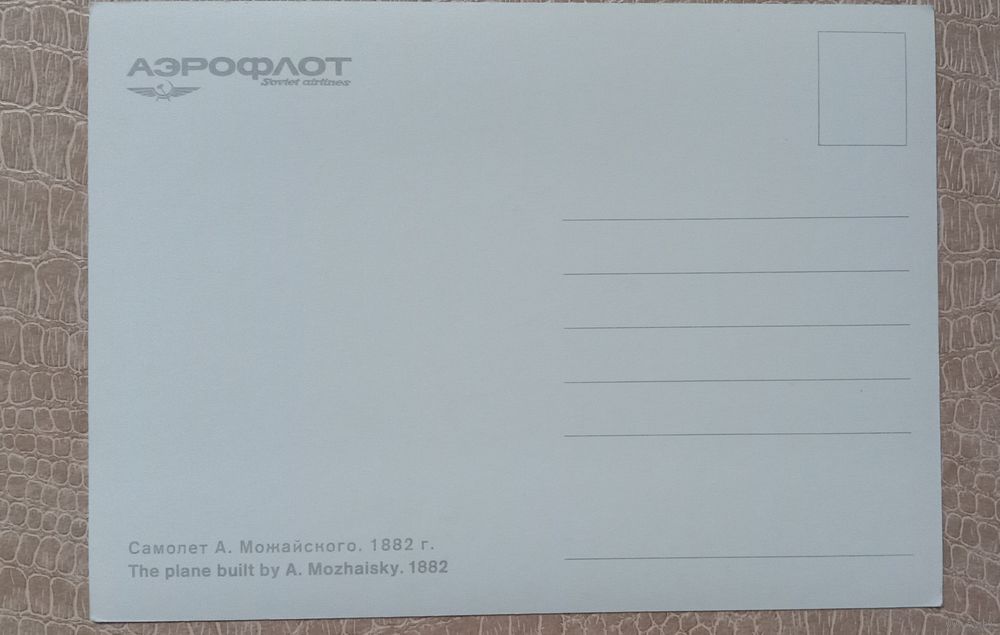 АЭРОФЛОТ
Soviet airlines
Самолет А. Можайского. 1882 г.
The plane built by A. Mozhaisky. 1882